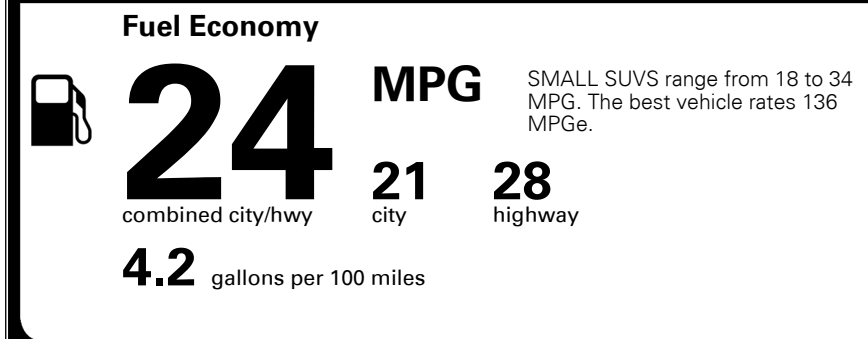 Fuel Economy
24
MPG
SMALL SUVS range from 18 to 34
MPG. The best vehicle rates 136
MPGe.
21
28
combined city/hwy
city
highway
4.2 gallons per 100 miles